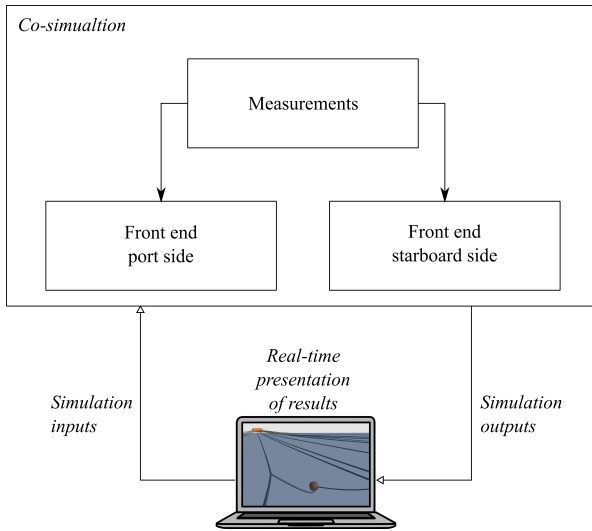 Co-simualtion
Measurements
Front end
port side
Front end
starboard side
Real-time
presentation
of results
Simulation
inputs
Simulation
outputs